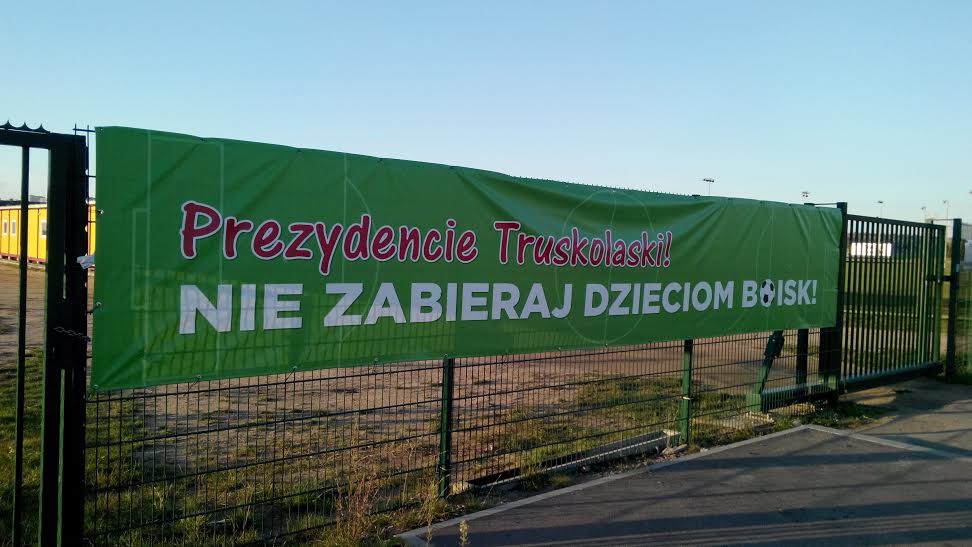 Prezydencie Truskolaski!
NIE ZABIERAJ DZIECIOM BOISK!